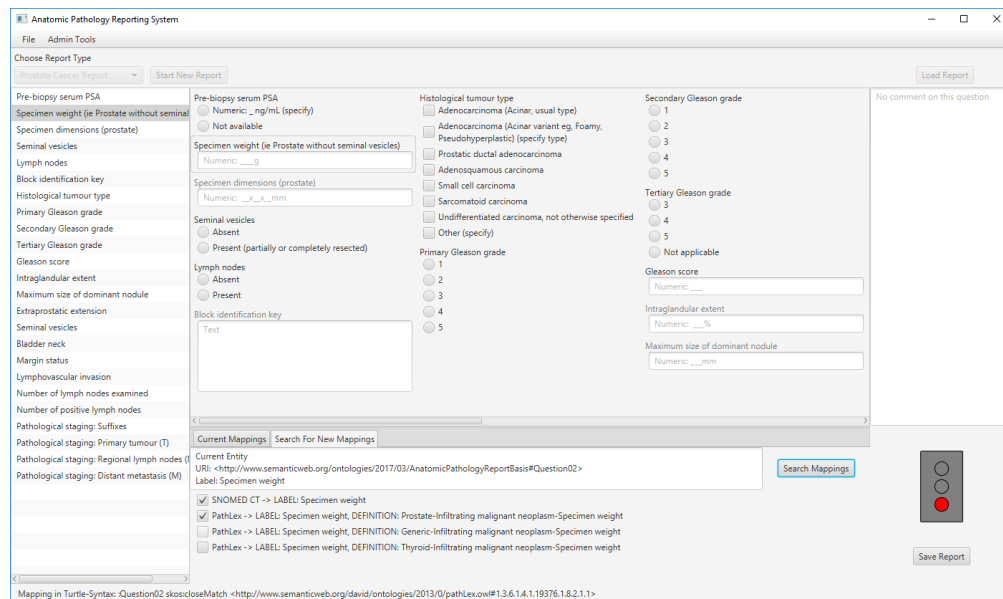 Anatomic Pathology Reporting System
File Admin Tools
Choose Report Type
Prostate Cancer Report Start New Report Load Report
Pre-biopsy serum PSA
Specimen weight (ie Prostate without seminal
Specimen dimensions (prostate)
Seminal vesicles
Lymph nodes
Block identification key
Histological tumour type
Primary Gleason grade
Secondary Gleason grade
Tertiary Gleason grade
Gleason score
Intraglandular extent
Maximum size of dominant nodule
Extraprostatic extension
Seminal vesicles
Bladder neck
Margin status
Lymphovascular invasion
Number of lymph nodes examined
Number of positive lymph nodes
Pathological staging: Suffixes
Pathological staging: Primary tumour (T)
Pathological staging: Regional lymph nodes (
Pathological staging: Distant metastasis (M)
Pre-biopsy serum PSA
Numeric: _ ng/mL (specify)
Not available
Specimen weight (ie Prostate without seminal vesicles)
Numeric: ____g
Specimen dimensions (prostate)
Numeric: __x__x__mm
Seminal vesicles
Absent
Present (partially or completely resected)
Lymph nodes
Absent
Present
Block identification key
Text
Histological tumour type
Adenocarcinoma (Acinar, usual type)
Adenocarcinoma (Acinar variant eg, Foamy,
Pseudohyperplastic) (specify type)
Prostatic ductal adenocarcinoma
Adenosquamous carcinoma
Small cell carcinoma
Sarcomatoid carcinoma
Undifferentiated carcinoma, not otherwise specified
Other (specify)
Primary Gleason grade
1
2
3
4
5
Secondary Gleason grade
1
2
3
4
5
Tertiary Gleason grade
3
4
5
Not applicable
Gleason score
Numeric: ___
Intraglandular extent
Numeric: ___%
Maximum size of dominant nodule
Numeric: ___mm
No comment on this question
Current Mappings Search For New Mappings
Current Entity
URI: <http://www.semanticweb.org/ontologies/2017/03/AnatomicPathologyReportBasis#Question02>
Label: Specimen weight
Search Mappings
SNOMED CT -> LABEL: Specimen weight
PathLex -> LABEL: Specimen weight, DEFINITION: Prostate-Infiltrating malignant neoplasm-Specimen weight
PathLex -> LABEL: Specimen weight, DEFINITION: Generic-Infiltrating malignant neoplasm-Specimen weight
PathLex -> LABEL: Specimen weight, DEFINITION: Thyroid-Infiltrating malignant neoplasm-Specimen weight
Save Report
Mapping in Turtle-Syntax: :Question02 skos:closeMatch <http://www.semanticweb.org/david/ontologies/2013/0/pathLex.owl#1.3.6.1.4.1.19376.1.8.2.1.1>